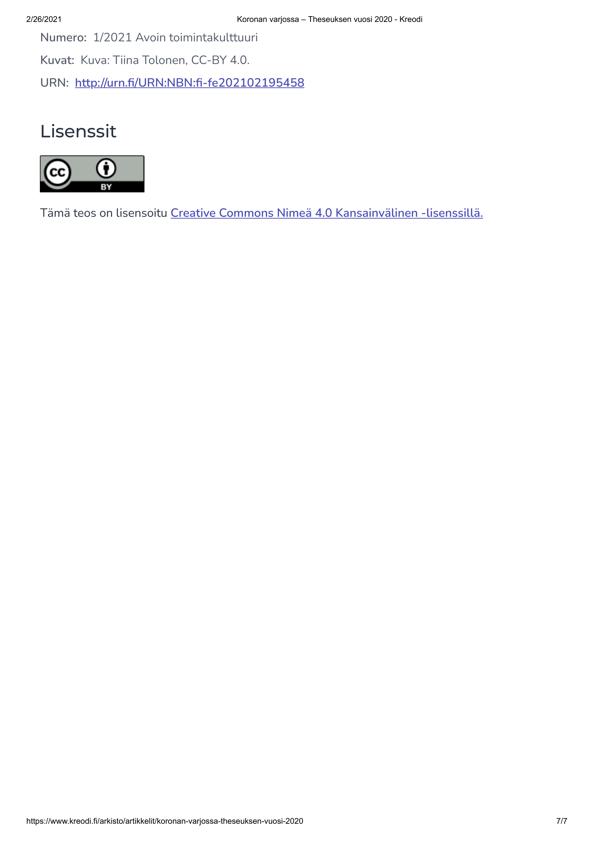 2/26/2021 Koronan varjossa – Theseuksen vuosi 2020 - Kreodi
Numero: 1/2021 Avoin toimintakulttuuri
Kuvat: Kuva: Tiina Tolonen, CC-BY 4.0.
URN: http://urn.fi/URN:NBN:fi-fe202102195458
Lisenssit
cc
BY
Tämä teos on lisensoitu Creative Commons Nimeä 4.0 Kansainvälinen -lisenssillä.
https://www.kreodi.fi/arkisto/artikkelit/koronan-varjossa-theseuksen-vuosi-2020 7/7